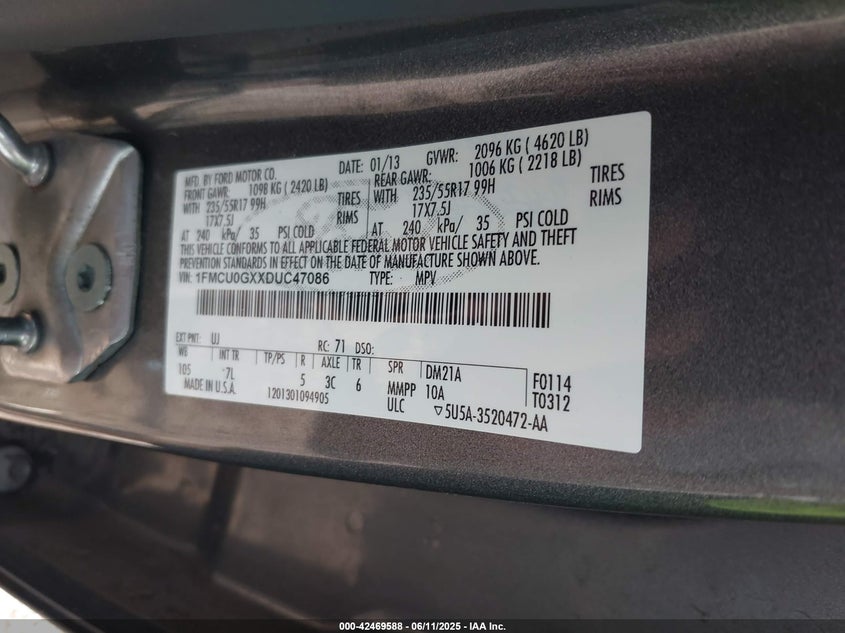 MFD. BY FORD MOTOR CO.
DATE: 01/13 GVWR: 2096 KG ( 4620 LB)
FRONT GAWR: 1098 KG ( 2420 LB)
REAR GAWR: 1006 KG ( 2218 LB)
WITH 235/55R17 99H TIRES
WITH 235/55R17 99H TIRES
17X7.5J RIMS
17X7.5J RIMS
AT 240 kPa/ 35 PSI COLD
AT 240 kPa/ 35 PSI COLD
THIS VEHICLE CONFORMS TO ALL APPLICABLE FEDERAL MOTOR VEHICLE SAFETY AND THEFT
PREVENTION STANDARDS IN EFFECT ON THE DATE OF MANUFACTURE SHOWN ABOVE.
VIN: 1FMCU0GXXDUC47086 TYPE: MPV
EXT PNT: UJ RC: 71 DSO:
WB INT TR TP/PS R AXLE TR SPR DM21A F0114
105 7L 5 3C 6 MMPP 10A T0312
MADE IN U.S.A. 1201301094905 ULC 5U5A-3520472-AA
000-42469588 - 06/11/2025 - IAA Inc.